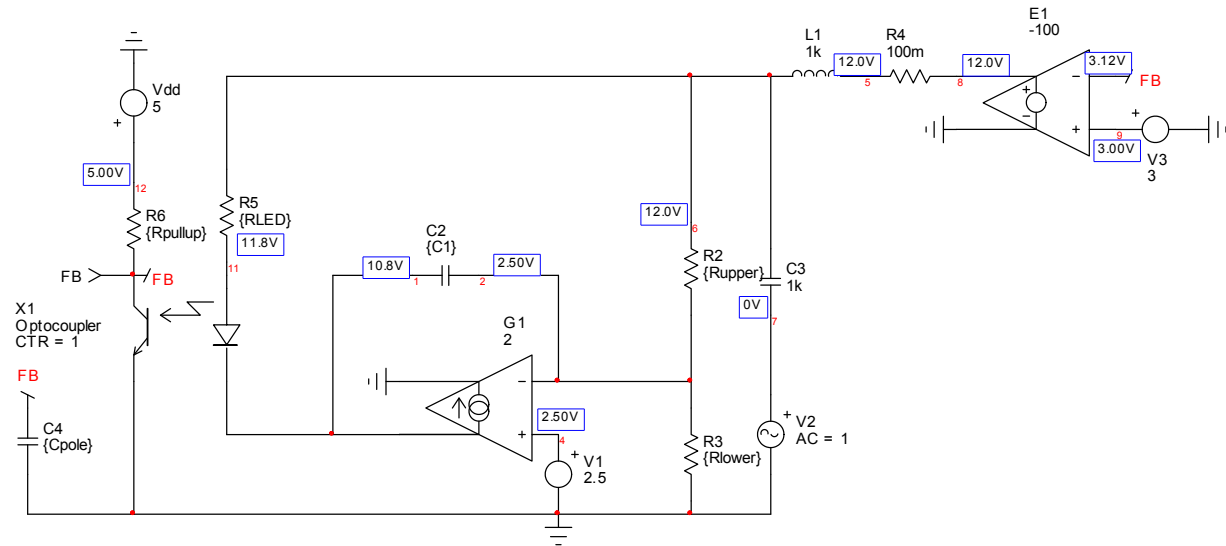 E1
-100
L1
1k
R4
100m
12.0V
5
12.0V
8
3.12V
FB
9
3.00V
V3
3
Vdd
5
5.00V
12
R6
{Rpullup}
R5
{RLED}
11.8V
11
12.0V
6
C2
{C1}
10.8V
1
2.50V
2
R2
{Rupper}
C3
1k
0V
7
FB
FB
X1
Optocoupler
CTR = 1
G1
2
2.50V
4
FB
C4
{Cpole}
V1
2.5
R3
{Rlower}
V2
AC = 1